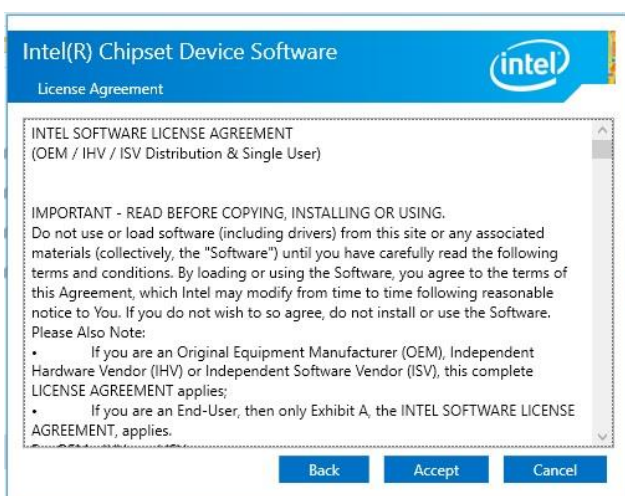 Intel(R) Chipset Device Software
intel
License Agreement
INTEL SOFTWARE LICENSE AGREEMENT
(OEM / IHV / ISV Distribution & Single User)
IMPORTANT - READ BEFORE COPYING, INSTALLING OR USING.
Do not use or load software (including drivers) from this site or any associated
materials (collectively, the "Software") until you have carefully read the following
terms and conditions. By loading or using the Software, you agree to the terms of
this Agreement, which Intel may modify from time to time following reasonable
notice to You. If you do not wish to so agree, do not install or use the Software.
Please Also Note:
• If you are an Original Equipment Manufacturer (OEM), Independent
Hardware Vendor (IHV) or Independent Software Vendor (ISV), this complete
LICENSE AGREEMENT applies;
• If you are an End-User, then only Exhibit A, the INTEL SOFTWARE LICENSE
AGREEMENT, applies.
Back Accept Cancel